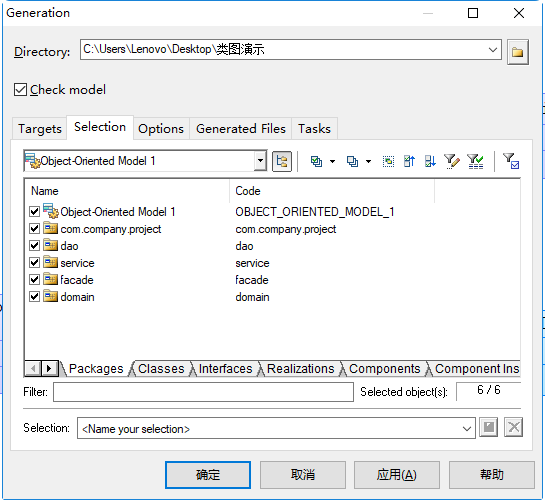 Generation
Directory: C:\Users\Lenovo\Desktop\类图演示
Check model
Targets Selection Options Generated Files Tasks
Object-Oriented Model 1
Name Code
Object-Oriented Model 1 OBJECT_ORIENTED_MODEL_1
com.company.project com.company.project
dao dao
service service
facade facade
domain domain
Packages Classes Interfaces Realizations Components Component Ins
Filter: Selected object(s): 6 / 6
Selection: <Name your selection>
确定 取消 应用(A) 帮助